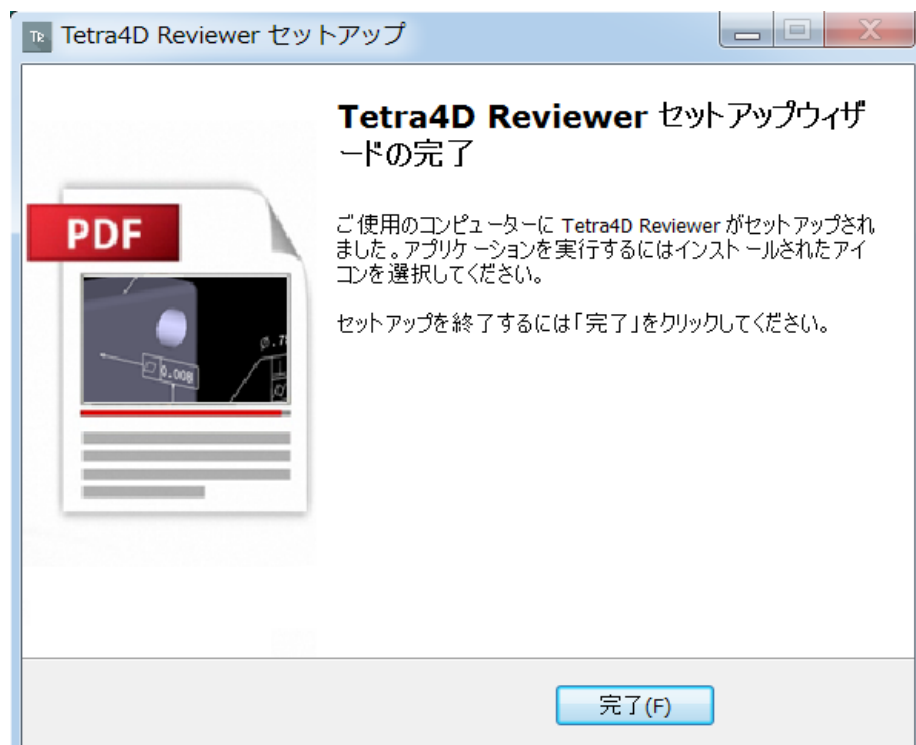 TR Tetra4D Reviewer セットアップ
Tetra4D Reviewer セットアップウィザ
ードの完了
PDF
ご使用のコンピューターに Tetra4D Reviewer がセットアップされ
ました。アプリケーションを実行するにはインストールされたアイ
コンを選択してください。
セットアップを終了するには「完了」をクリックしてください。
0.008
完了(F)